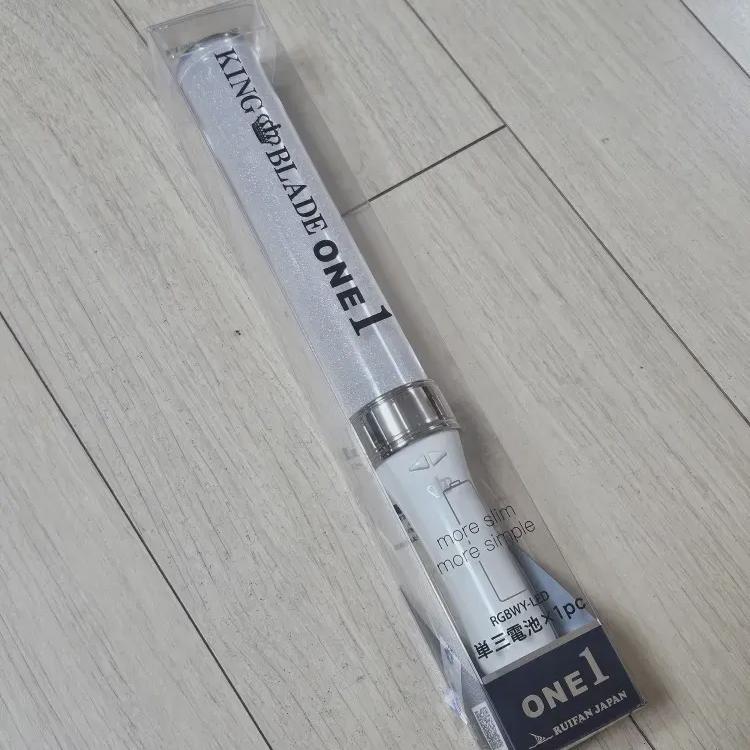 KING BLADE ONE 1
more slim
more simple
RGBWY-LED
単三電池×1pc
ONE 1
RUIFAN JAPAN